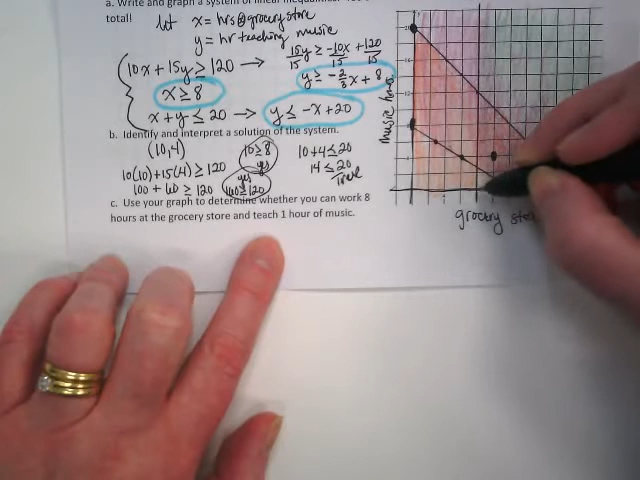 a. Write and graph a system of linear inequalities.
total!
let x = hrs @ grocery store
y = hr teaching music
10x + 15y ≥ 120 → 15y/15 ≥ -10x/15 + 120/15
x ≥ 8
y ≥ -2/3 x + 8
x + y ≤ 20 → y ≤ -x + 20
b. Identify and interpret a solution of the system.
(10,4)
10 ≥ 8
yes
10 + 4 ≤ 20
14 ≤ 20
True
10(10) + 15(4) ≥ 120
100 + 60 ≥ 120
yes
160 ≥ 120
c. Use your graph to determine whether you can work 8
hours at the grocery store and teach 1 hour of music.
music hours
grocery